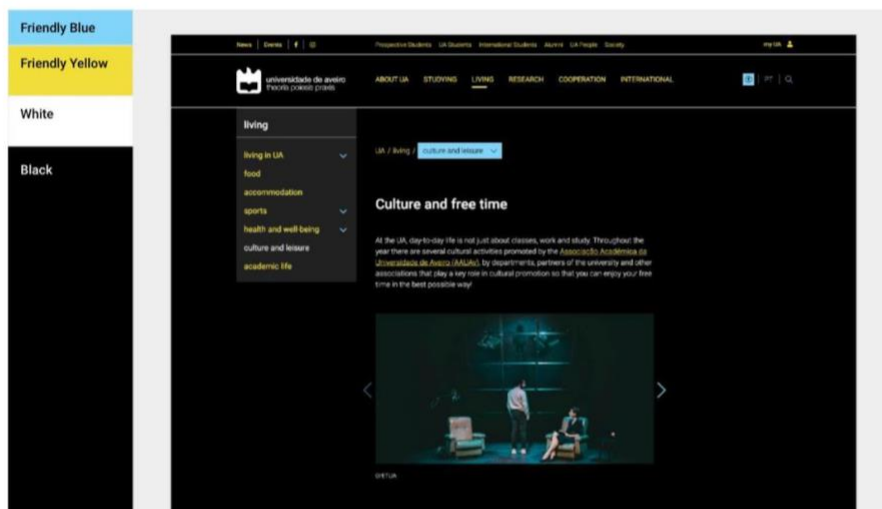 Friendly Blue
Friendly Yellow
White
Black
News | Events
Prospective Students UA Students International Students Alumni UA People Society
my UA
universidade de aveiro
theoria poiesis praxis
ABOUT UA STUDYING LIVING RESEARCH COOPERATION INTERNATIONAL
PT
living
living in UA
food
accommodation
sports
health and well-being
culture and leisure
academic life
UA / living / culture and leisure
Culture and free time
At the UA, day-to-day life is not just about classes, work and study. Throughout the
year there are several cultural activities promoted by the Associação Académica da
Universidade de Aveiro (AAUAv), by departments, partners of the university and other
associations that play a key role in cultural promotion so that you can enjoy your free
time in the best possible way!